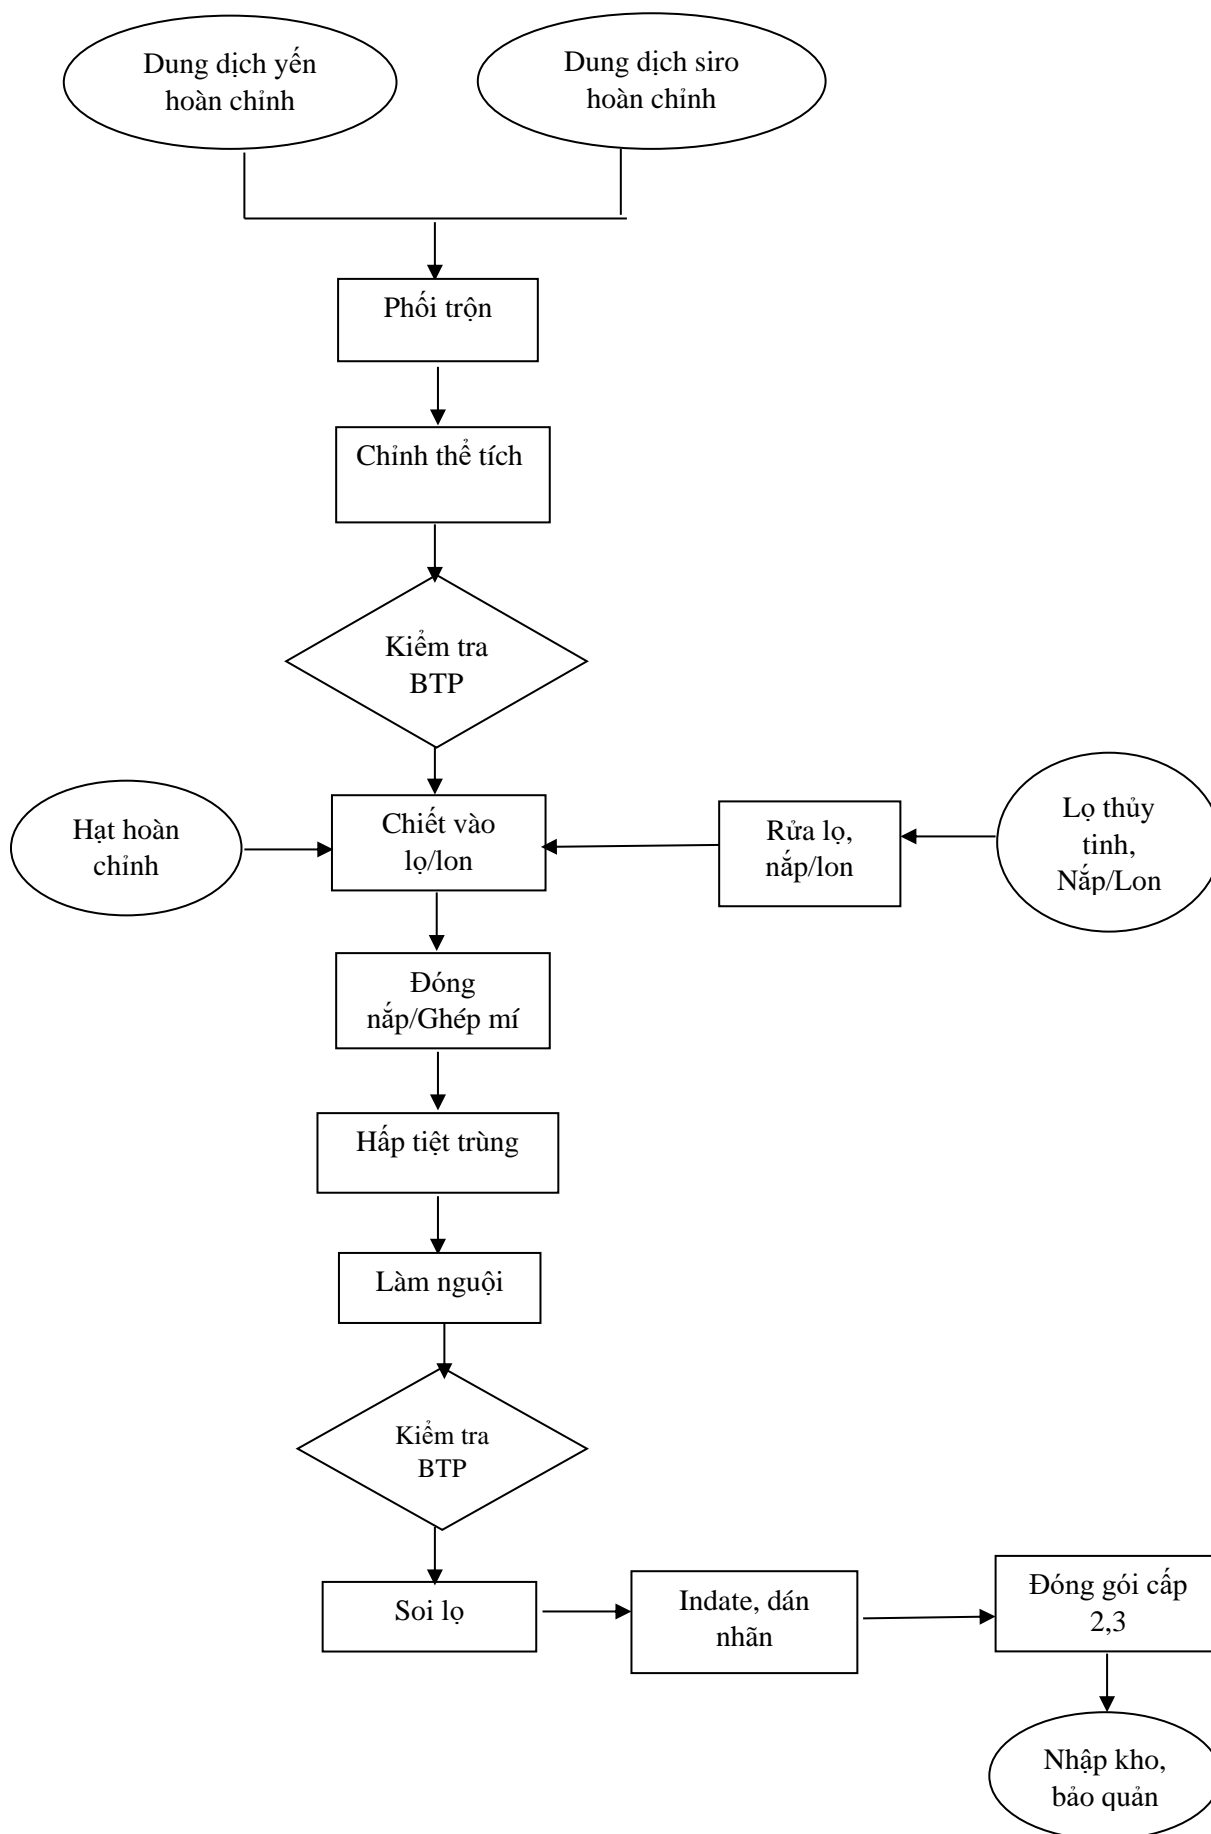 Dung dịch yến
hoàn chỉnh
Dung dịch siro
hoàn chỉnh
Phối trộn
Chỉnh thể tích
Kiểm tra
BTP
Hạt hoàn
chỉnh
Chiết vào
lọ/lon
Rửa lọ,
nắp/lon
Lọ thủy
tinh,
Nắp/Lon
Đóng
nắp/Ghép mí
Hấp tiệt trùng
Làm nguội
Kiểm tra
BTP
Soi lọ
Indate, dán
nhãn
Đóng gói cấp
2,3
Nhập kho,
bảo quản